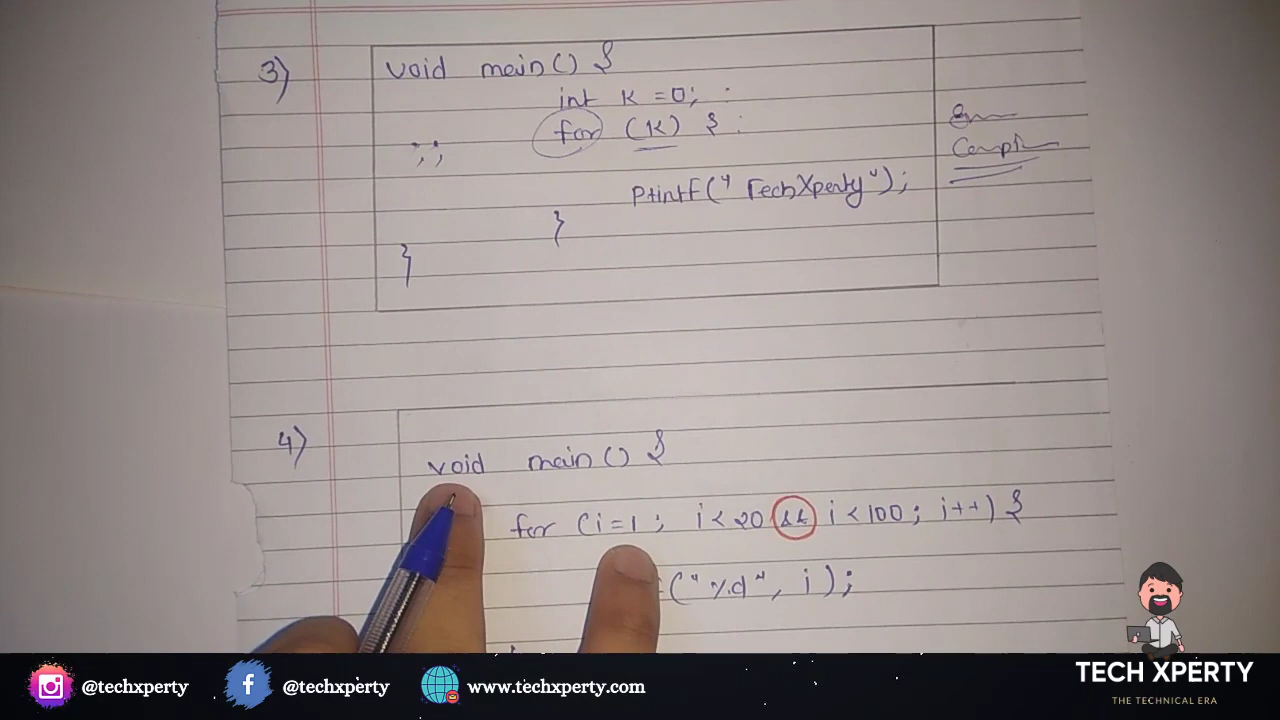 3)
void main() {
int k = 0;
for (k) {
;;
Printf("TechXperty");
}
}
4)
void main() {
for (i=1; i<20 && i<100; i++) {
("%d", i);
@techxperty @techxperty www.techxperty.com
TECH XPERTY
THE TECHNICAL ERA